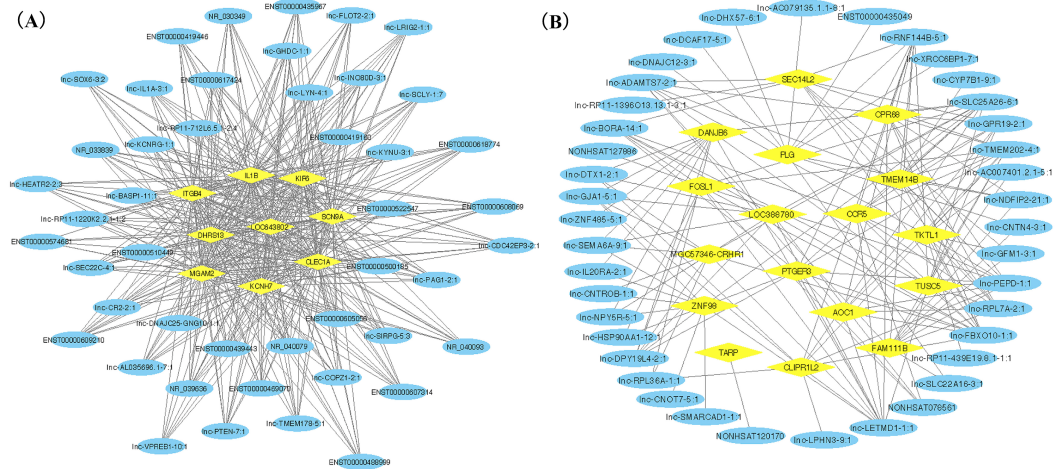 (A)
NR_030349
ENST00000435967
lnc-FLOT2-2:1
lnc-LRIG2-1:1
ENST00000419446
lnc-GHDC-1:1
lnc-SOX6-3:2
ENST00000617424
lnc-INO80D-3:1
lnc-IL1A-3:1
lnc-LYN-4:1
lnc-SCLY-1:7
lnc-RP11-712L6.5.1-2:4
ENST00000419160
lnc-KCNRG-1:1
ENST00000618774
NR_033839
lnc-KYNU-3:1
IL1B
KIR6
lnc-HEATR2-2:3
lnc-BASP1-11:1
ITGB4
ENST00000522547
ENST00000608069
lnc-RP11-1220K2.2.1-1:2
SCN9A
LOC643802
DHRS13
ENST00000574681
ENST00000510449
lnc-CDC42EP3-2:1
lnc-SEC22C-4:1
CLEC1A
ENST00000500185
MGAM2
lnc-PAG1-2:1
KCNH7
lnc-CR2-2:1
lnc-DNAJC25-GNG10-1:1
ENST00000605056
ENST00000609210
lnc-SIRPG-5:3
ENST00000439443
NR_040079
NR_040093
lnc-AL035696.1-7:1
lnc-COPZ1-2:1
NR_039636
ENST00000469070
ENST00000607314
lnc-TMEM178-5:1
lnc-PTEN-7:1
lnc-VPREB1-10:1
ENST00000488999
(B)
lnc-AC079135.1.1-8:1
lnc-DHX57-6:1
ENST00000435049
lnc-DCAF17-5:1
lnc-RNF144B-5:1
lnc-DNAJC12-3:1
lnc-XRCC6BP1-7:1
lnc-ADAMTS7-2:1
SEC14L2
lnc-CYP7B1-9:1
lnc-RP11-1396O13.13.1-3:1
lnc-SLC25A26-6:1
lnc-BORA-14:1
CPR68
lnc-GPR19-2:1
DANJB6
NONHSAT127886
FLG
lnc-TMEM202-4:1
lnc-DTX1-2:1
FOSL1
TMEM14B
lnc-AC007401.2.1-5:1
lnc-GJA1-5:1
lnc-NDFIP2-21:1
lnc-ZNF485-5:1
LOC388780
CCR5
lnc-CNTN4-3:1
TKTL1
lnc-SEMA6A-9:1
MGC57346-CRHR1
lnc-GFM1-3:1
lnc-IL20RA-2:1
PTGER3
lnc-PEPD-1:1
lnc-CNTROB-1:1
TUSC5
ZNF98
lnc-RPL7A-2:1
lnc-NPY5R-5:1
AOC1
lnc-HSP90AA1-12:1
lnc-FBXO10-1:1
lnc-DPY19L4-2:1
TARP
FAM111B
lnc-RP11-439E19.8.1-1:1
lnc-RPL36A-1:1
CLIPR1L2
lnc-SLC22A16-3:1
lnc-CNOT7-5:1
NONHSAT078561
lnc-SMARCAD1-1:1
lnc-LETMD1-1:1
NONHSAT120170
lnc-LPHN3-9:1